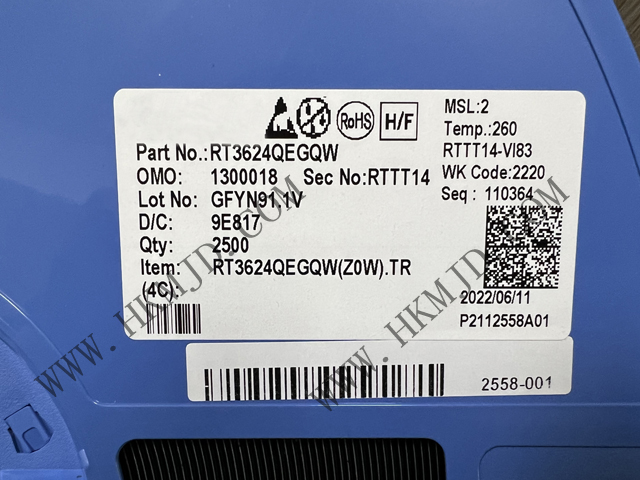 RoHS
H/F
MSL:2
Temp.:260
RTTT14-VI83
WK Code:2220
Seq : 110364
Part No.:RT3624QEGQW
OMO: 1300018 Sec No:RTTT14
Lot No: GFYN91.1V
D/C: 9E817
Qty: 2500
Item: RT3624QEGQW(Z0W).TR
(4C):
2022/06/11
P2112558A01
2558-001
WWW.HKMJD.COM
WWW.HKMJD.COM